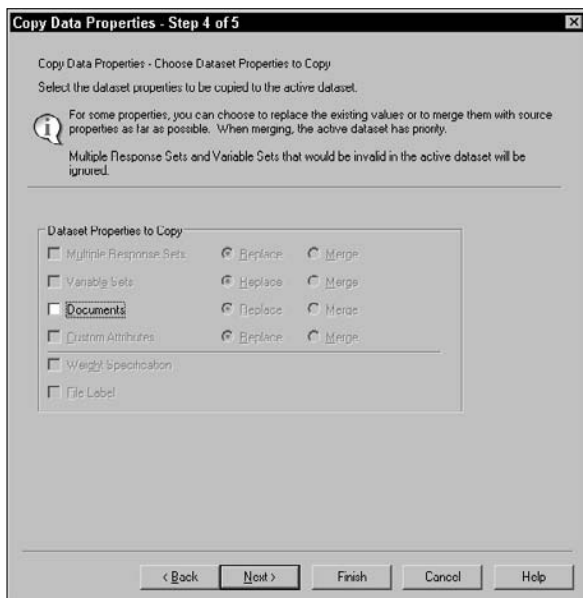 Copy Data Properties - Step 4 of 5
Copy Data Properties - Choose Dataset Properties to Copy
Select the dataset properties to be copied to the active dataset.
For some properties, you can choose to replace the existing values or to merge them with source
properties as far as possible. When merging, the active dataset has priority.
Multiple Response Sets and Variable Sets that would be invalid in the active dataset will be
ignored.
Dataset Properties to Copy
Multiple Response Sets Replace Merge
Variable Sets Replace Merge
Documents Replace Merge
Custom Attributes Replace Merge
Weight Specification
File Label
< Back Next > Finish Cancel Help